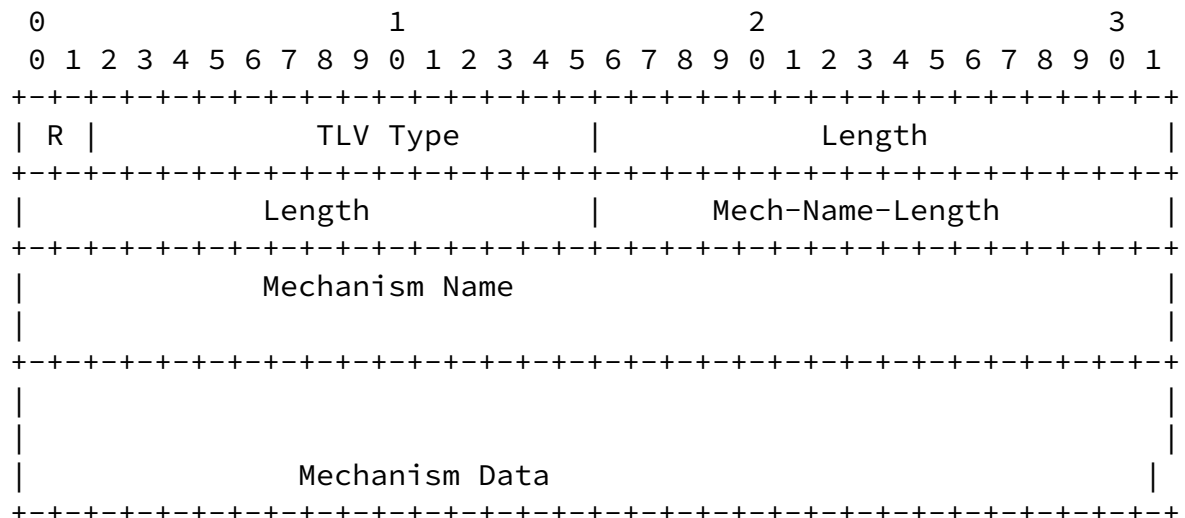 0                   1                   2                   3
 0 1 2 3 4 5 6 7 8 9 0 1 2 3 4 5 6 7 8 9 0 1 2 3 4 5 6 7 8 9 0 1
+-+-+-+-+-+-+-+-+-+-+-+-+-+-+-+-+-+-+-+-+-+-+-+-+-+-+-+-+-+-+-+-+
| R |            TLV Type       |            Length             |
+-+-+-+-+-+-+-+-+-+-+-+-+-+-+-+-+-+-+-+-+-+-+-+-+-+-+-+-+-+-+-+-+
|             Length            |      Mech-Name-Length         |
+-+-+-+-+-+-+-+-+-+-+-+-+-+-+-+-+-+-+-+-+-+-+-+-+-+-+-+-+-+-+-+-+
|             Mechanism Name                                    |
|                                                               |
+-+-+-+-+-+-+-+-+-+-+-+-+-+-+-+-+-+-+-+-+-+-+-+-+-+-+-+-+-+-+-+-+
|                                                               |
|                                                               |
|               Mechanism Data                                 |
+-+-+-+-+-+-+-+-+-+-+-+-+-+-+-+-+-+-+-+-+-+-+-+-+-+-+-+-+-+-+-+-+